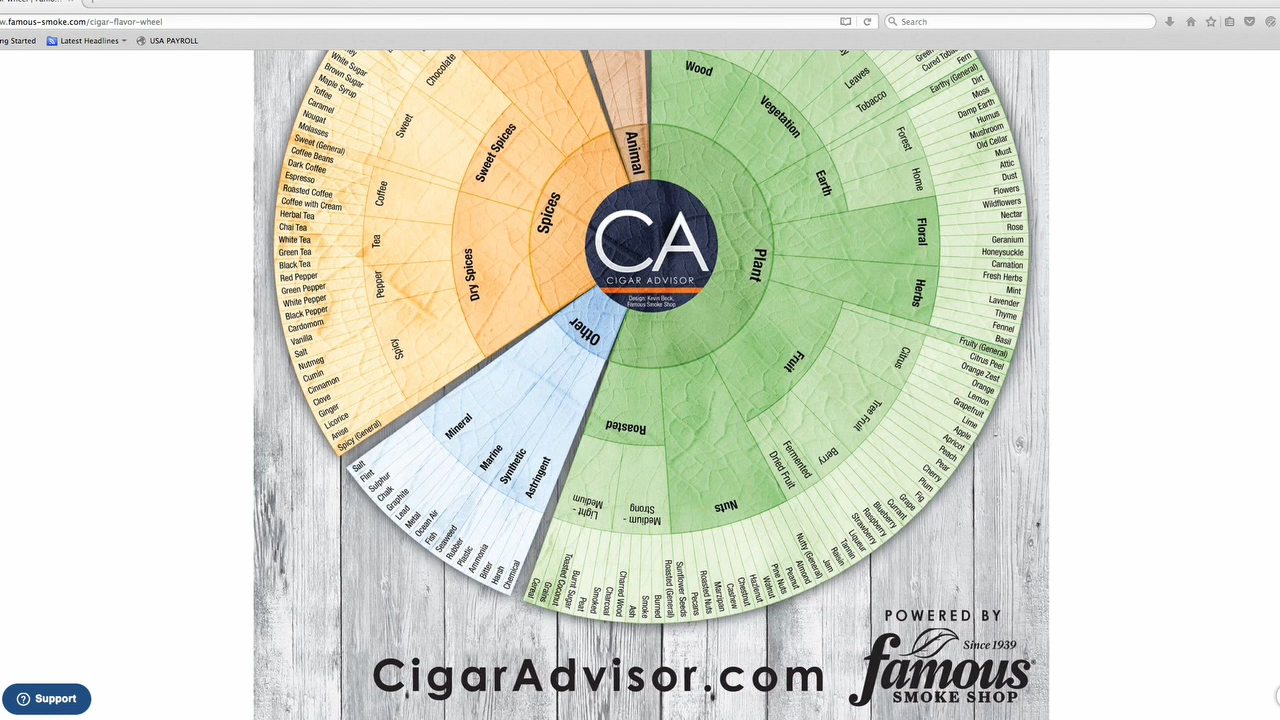 w.famous-smoke.com/cigar-flavor-wheel
Search
ng Started
Latest Headlines
USA PAYROLL
Wood
Vegetation
Earth
Floral
Herbs
Fruit
Nuts
Roasted
Plant
Animal
Spices
Sweet Spices
Dry Spices
Other
Mineral
Marine
Synthetic
Astringent
Leaves
Tobacco
Forest
Home
Citrus
Tree Fruit
Berry
Fermented
Dried Fruit
Medium -
Strong
Light -
Medium
Chocolate
Sweet
Coffee
Tea
Pepper
Spicy
Cured Tobac
Fern
Earthy (General)
Dirt
Moss
Damp Earth
Humus
Mushroom
Old Cellar
Must
Attic
Dust
Flowers
Wildflowers
Nectar
Rose
Geranium
Honeysuckle
Carnation
Fresh Herbs
Mint
Lavender
Thyme
Fennel
Basil
Fruity (General)
Citrus Peel
Orange Zest
Orange
Lemon
Grapefruit
Lime
Apple
Apricot
Peach
Pear
Cherry
Plum
Fig
Grape
Currant
Blueberry
Raspberry
Strawberry
Liqueur
Tannin
Raisin
Jam
Nutty (General)
Almond
Peanut
Pine Nuts
Walnut
Hazelnut
Chestnut
Cashew
Marzipan
Roasted Nuts
Pecans
Sunflower Seeds
Roasted (General)
Burned
Smoke
Ash
Charred Wood
Charcoal
Smoked
Peat
Burnt Sugar
Toasted Coconut
Grains
Cereal
Chemical
Harsh
Bitter
Ammonia
Plastic
Rubber
Seaweed
Fish
Ocean Air
Metal
Lead
Graphite
Chalk
Sulphur
Flint
Salt
Spicy (General)
Anise
Licorice
Ginger
Clove
Cinnamon
Cumin
Nutmeg
Salt
Vanilla
Cardomom
Black Pepper
White Pepper
Green Pepper
Red Pepper
Black Tea
Green Tea
White Tea
Chai Tea
Herbal Tea
Coffee with Cream
Roasted Coffee
Espresso
Dark Coffee
Coffee Beans
Sweet (General)
Molasses
Nougat
Caramel
Toffee
Maple Syrup
Brown Sugar
White Sugar
CA
CIGAR ADVISOR
Design: Kevin Beck,
Famous Smoke Shop
POWERED BY
Since 1939
famous
SMOKE SHOP
CigarAdvisor.com
Support